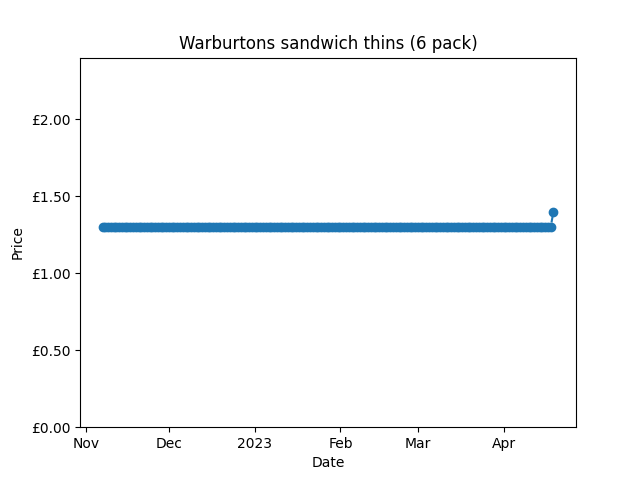 Warburtons sandwich thins (6 pack)
£2.00
£1.50
£1.00
£0.50
£0.00
Price
Nov Dec 2023 Feb Mar Apr
Date